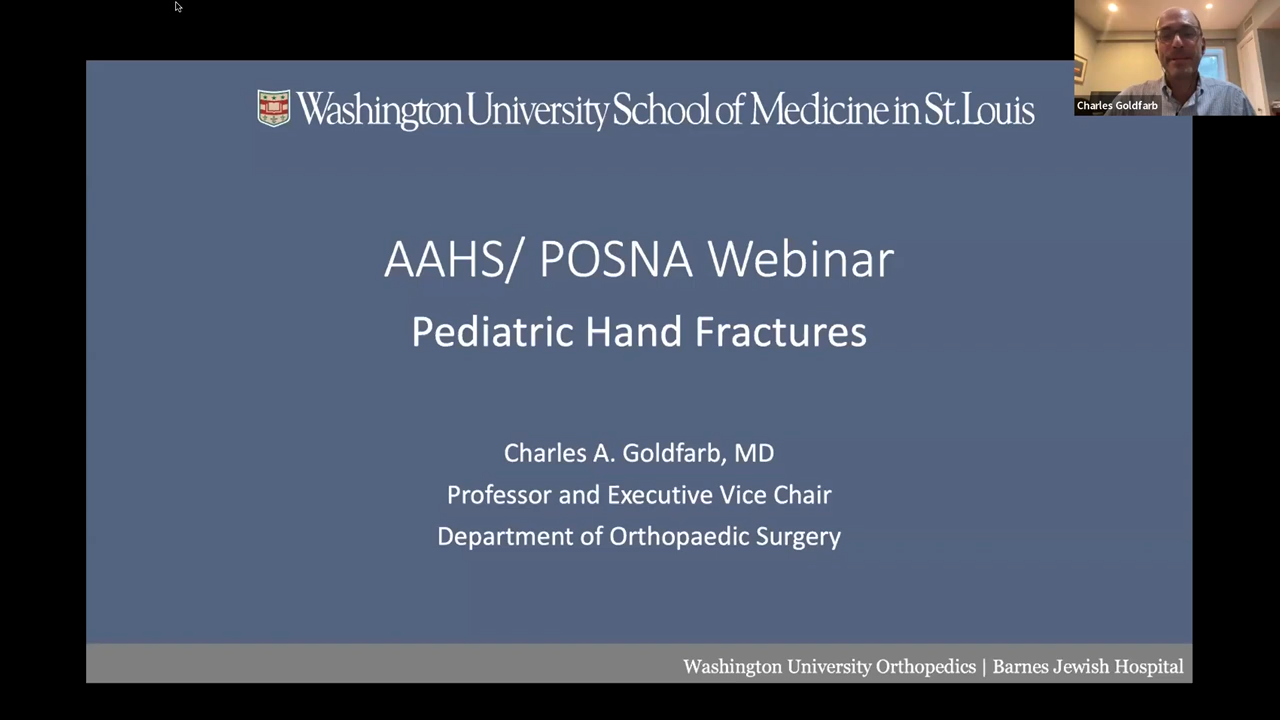 Washington University School of Medicine in St. Louis
Charles Goldfarb
AAHS/ POSNA Webinar
Pediatric Hand Fractures
Charles A. Goldfarb, MD
Professor and Executive Vice Chair
Department of Orthopaedic Surgery
Washington University Orthopedics | Barnes Jewish Hospital